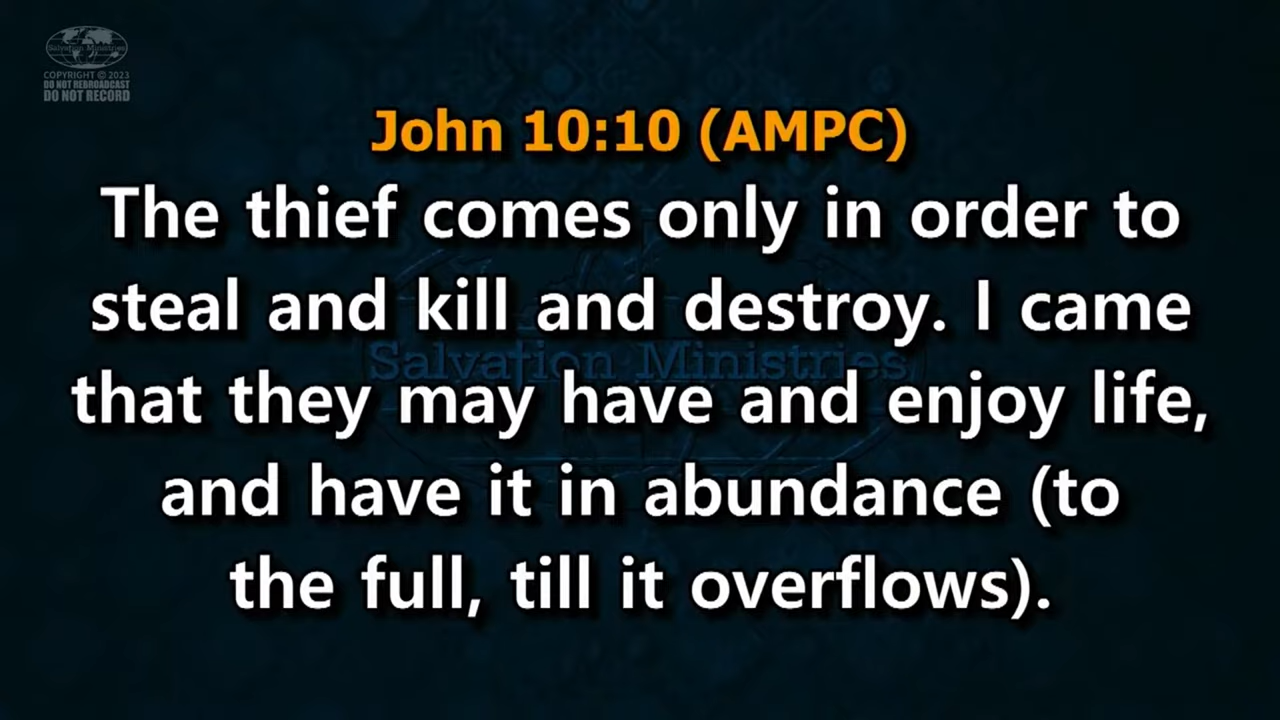 Salvation Ministries
COPYRIGHT © 2023
DO NOT REBROADCAST
DO NOT RECORD
John 10:10 (AMPC)
The thief comes only in order to
steal and kill and destroy. I came
Salvation Ministries
that they may have and enjoy life,
and have it in abundance (to
the full, till it overflows).